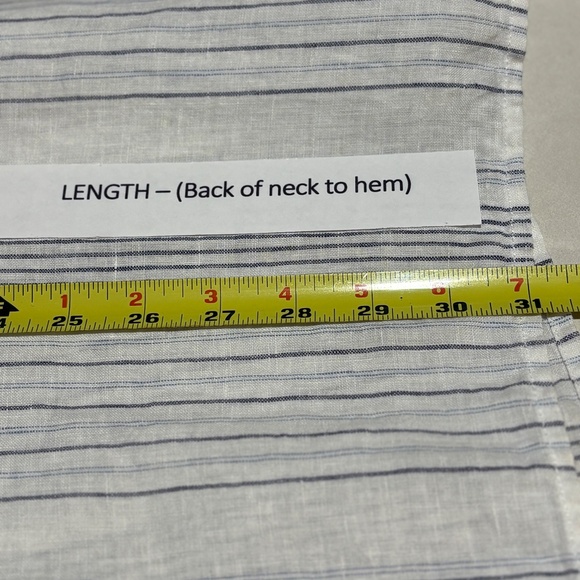 LENGTH – (Back of neck to hem)
1 2 3 4 5 6 7
25 26 27 28 29 30 31